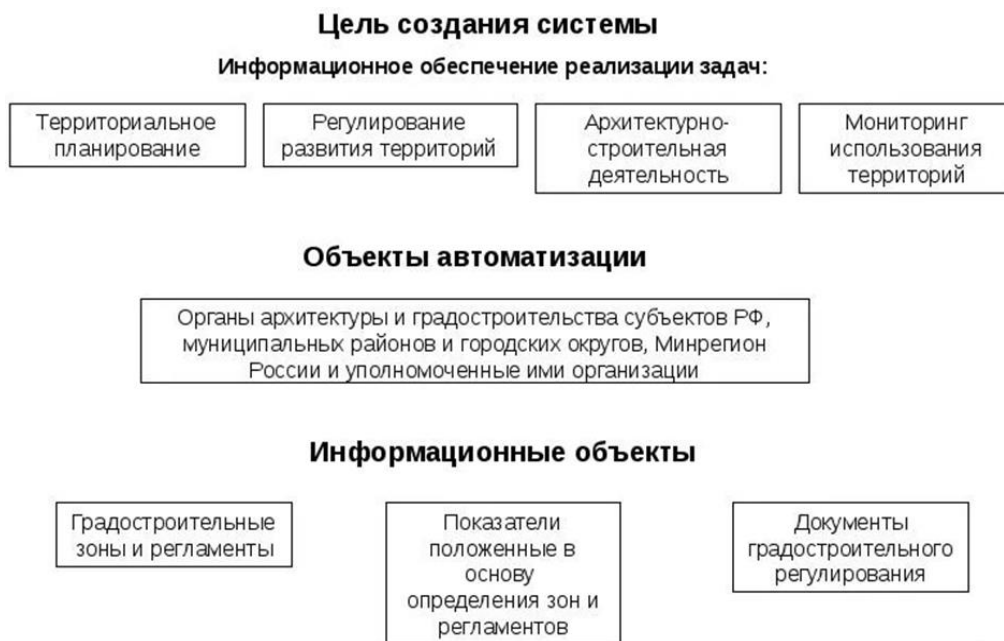 Цель создания системы
Информационное обеспечение реализации задач:
Территориальное
планирование
Регулирование
развития территорий
Архитектурно-
строительная
деятельность
Мониторинг
использования
территорий
Объекты автоматизации
Органы архитектуры и градостроительства субъектов РФ,
муниципальных районов и городских округов, Минрегион
России и уполномоченные ими организации
Информационные объекты
Градостроительные
зоны и регламенты
Показатели
положенные в
основу
определения зон и
регламентов
Документы
градостроительного
регулирования